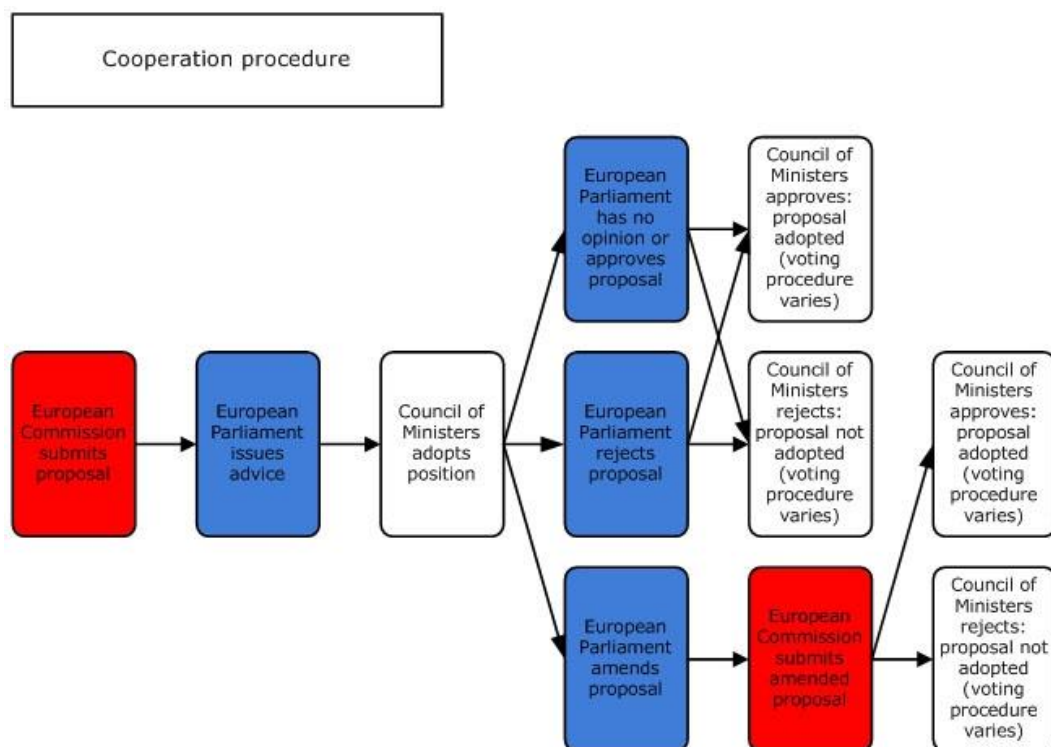 Cooperation procedure
European
Parliament
has no
opinion or
approves
proposal
Council of
Ministers
approves:
proposal
adopted
(voting
procedure
varies)
European
Commission
submits
proposal
European
Parliament
issues
advice
Council of
Ministers
adopts
position
European
Parliament
rejects
proposal
Council of
Ministers
rejects:
proposal not
adopted
(voting
procedure
varies)
Council of
Ministers
approves:
proposal
adopted
(voting
procedure
varies)
European
Parliament
amends
proposal
European
Commission
submits
amended
proposal
Council of
Ministers
rejects:
proposal not
adopted
(voting
procedure
varies)